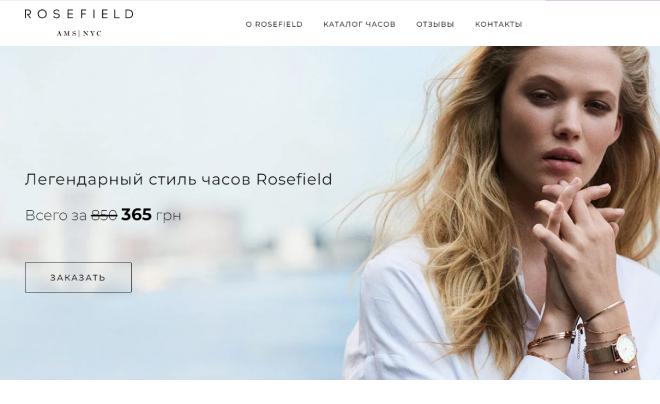 ROSEFIELD
AMS|NYC
О ROSEFIELD
КАТАЛОГ ЧАСОВ
ОТЗЫВЫ
КОНТАКТЫ
Легендарный стиль часов Rosefield
Всего за 850 365 грн
ЗАКАЗАТЬ